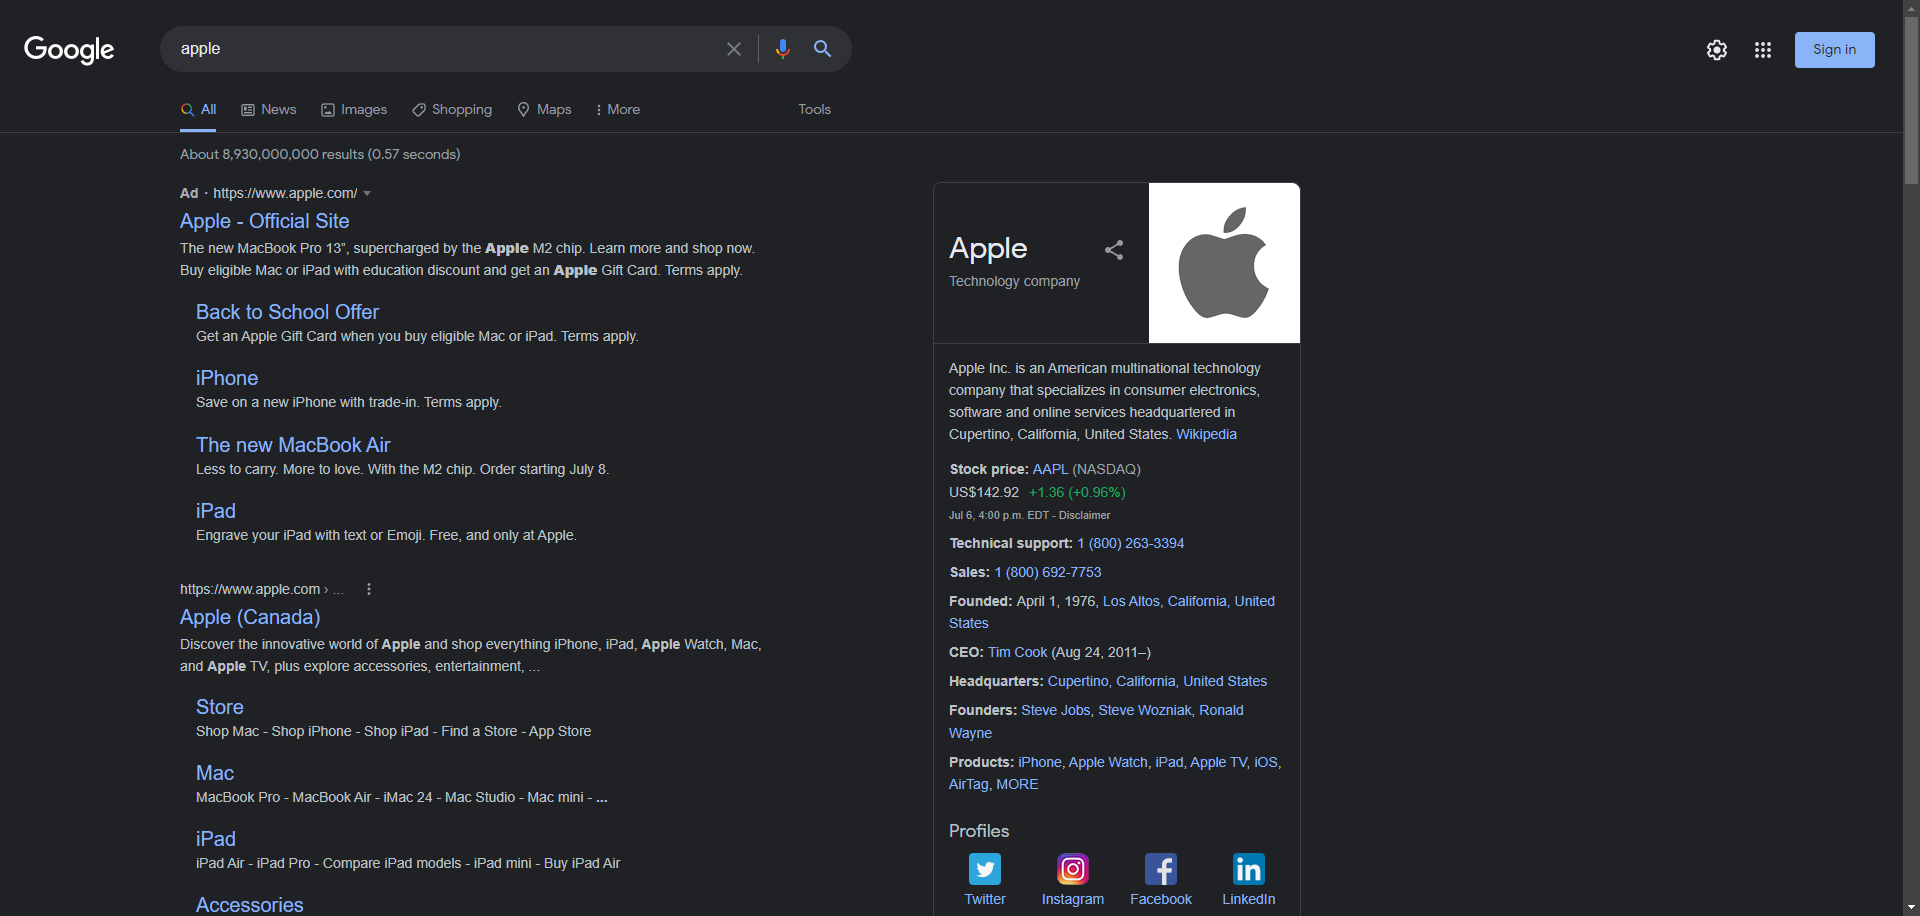 Google
apple
Sign in
All
News
Images
Shopping
Maps
More
Tools
About 8,930,000,000 results (0.57 seconds)
Ad · https://www.apple.com/
Apple - Official Site
The new MacBook Pro 13”, supercharged by the Apple M2 chip. Learn more and shop now.
Buy eligible Mac or iPad with education discount and get an Apple Gift Card. Terms apply.
Back to School Offer
Get an Apple Gift Card when you buy eligible Mac or iPad. Terms apply.
iPhone
Save on a new iPhone with trade-in. Terms apply.
The new MacBook Air
Less to carry. More to love. With the M2 chip. Order starting July 8.
iPad
Engrave your iPad with text or Emoji. Free, and only at Apple.
https://www.apple.com › ...
Apple (Canada)
Discover the innovative world of Apple and shop everything iPhone, iPad, Apple Watch, Mac,
and Apple TV, plus explore accessories, entertainment, ...
Store
Shop Mac - Shop iPhone - Shop iPad - Find a Store - App Store
Mac
MacBook Pro - MacBook Air - iMac 24 - Mac Studio - Mac mini - ...
iPad
iPad Air - iPad Pro - Compare iPad models - iPad mini - Buy iPad Air
Accessories
Apple
Technology company
Apple Inc. is an American multinational technology
company that specializes in consumer electronics,
software and online services headquartered in
Cupertino, California, United States. Wikipedia
Stock price: AAPL (NASDAQ)
US$142.92 +1.36 (+0.96%)
Jul 6, 4:00 p.m. EDT - Disclaimer
Technical support: 1 (800) 263-3394
Sales: 1 (800) 692-7753
Founded: April 1, 1976, Los Altos, California, United
States
CEO: Tim Cook (Aug 24, 2011–)
Headquarters: Cupertino, California, United States
Founders: Steve Jobs, Steve Wozniak, Ronald
Wayne
Products: iPhone, Apple Watch, iPad, Apple TV, iOS,
AirTag, MORE
Profiles
Twitter
Instagram
Facebook
LinkedIn